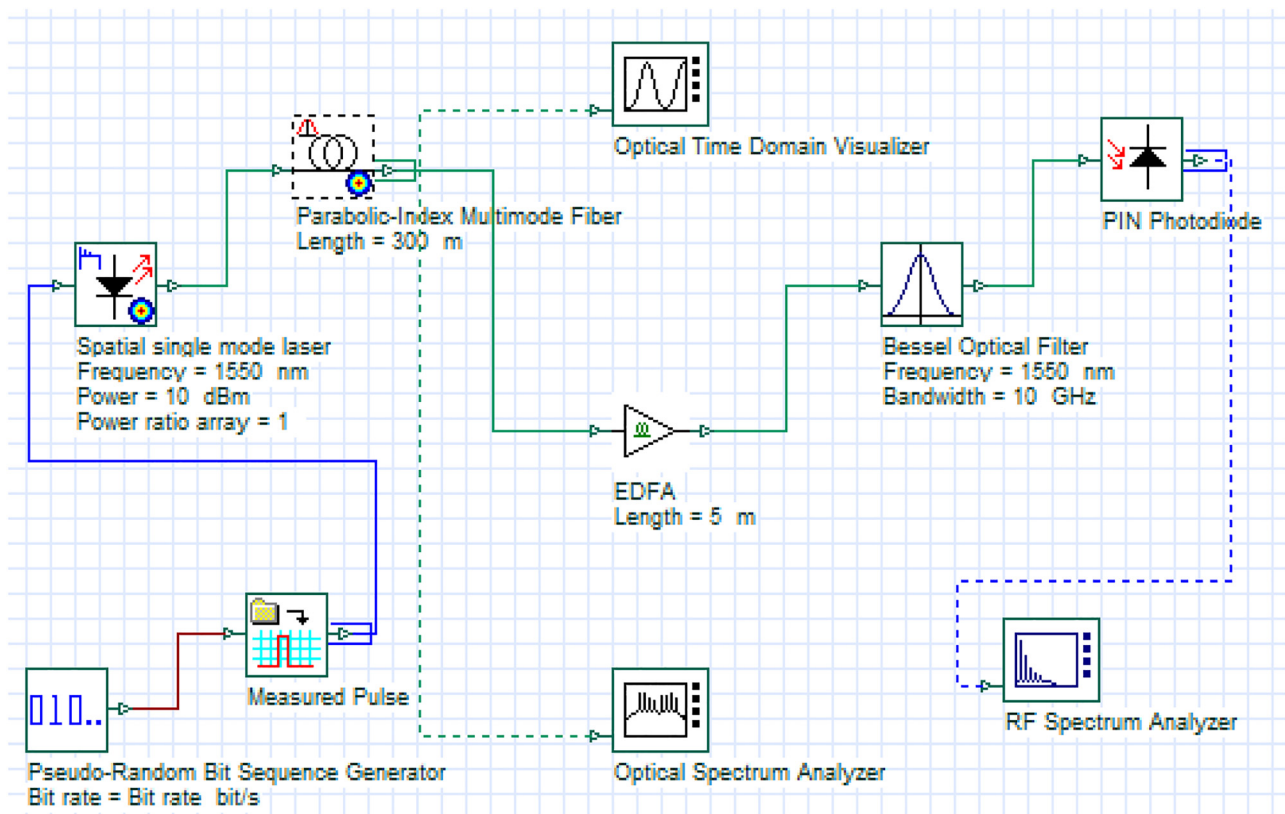 Optical Time Domain Visualizer
Parabolic-Index Multimode Fiber
Length = 300 m
PIN Photodiode
Spatial single mode laser
Frequency = 1550 nm
Power = 10 dBm
Power ratio array = 1
Bessel Optical Filter
Frequency = 1550 nm
Bandwidth = 10 GHz
EDFA
Length = 5 m
Measured Pulse
010..
Pseudo-Random Bit Sequence Generator
Bit rate = Bit rate bit/s
Optical Spectrum Analyzer
RF Spectrum Analyzer